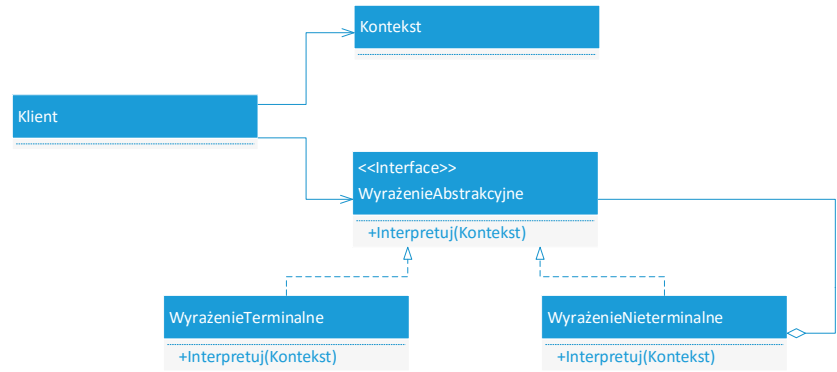 Kontekst
Klient
<<Interface>>
WyrażenieAbstrakcyjne
+Interpretuj(Kontekst)
WyrażenieTerminalne
+Interpretuj(Kontekst)
WyrażenieNieterminalne
+Interpretuj(Kontekst)